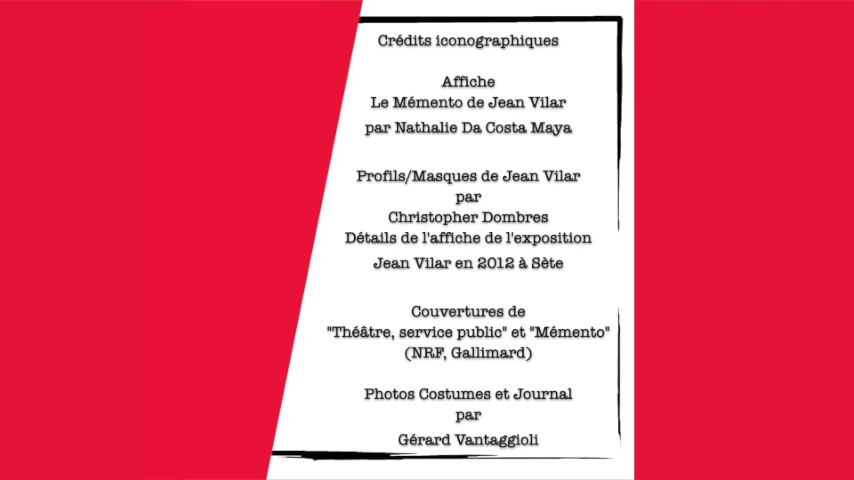 Crédits iconographiques
Affiche
Le Mémento de Jean Vilar
par Nathalie Da Costa Maya
Profils/Masques de Jean Vilar
par
Christopher Dombres
Détails de l'affiche de l'exposition
Jean Vilar en 2012 à Sète
Couvertures de
"Théâtre, service public" et "Mémento"
(NRF, Gallimard)
Photos Costumes et Journal
par
Gérard Vantaggioli